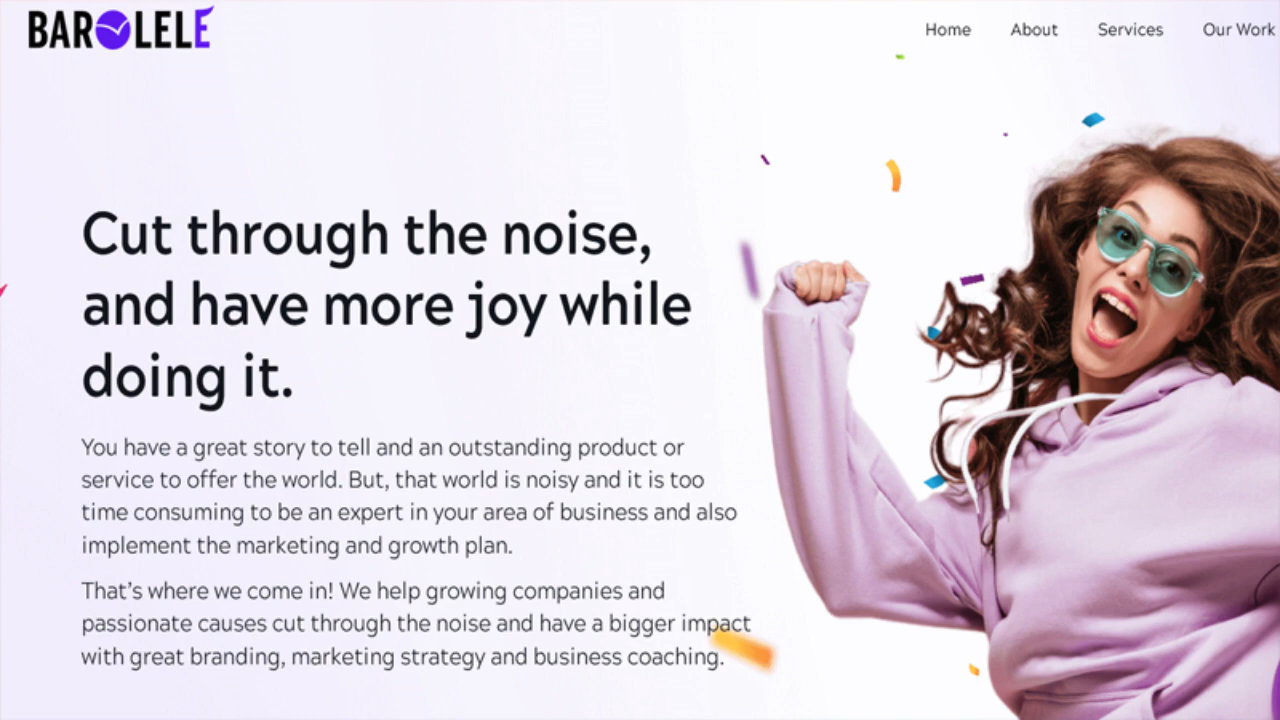 BAROLELÉ
Home About Services Our Work
Cut through the noise,
and have more joy while
doing it.
You have a great story to tell and an outstanding product or
service to offer the world. But, that world is noisy and it is too
time consuming to be an expert in your area of business and also
implement the marketing and growth plan.
That’s where we come in! We help growing companies and
passionate causes cut through the noise and have a bigger impact
with great branding, marketing strategy and business coaching.